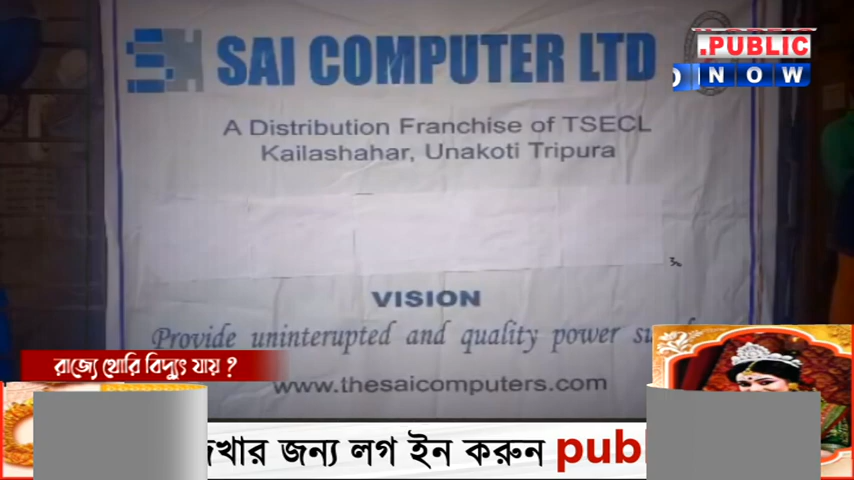 SAI COMPUTER LTD
.PUBLIC
NOW
A Distribution Franchise of TSECL
Kailashahar, Unakoti Tripura
VISION
Provide uninterupted and quality power
রাজ্যে থোরি বিদ্যুৎ যায় ?
www.thesaicomputers.com
জন্য লগ ইন করুন